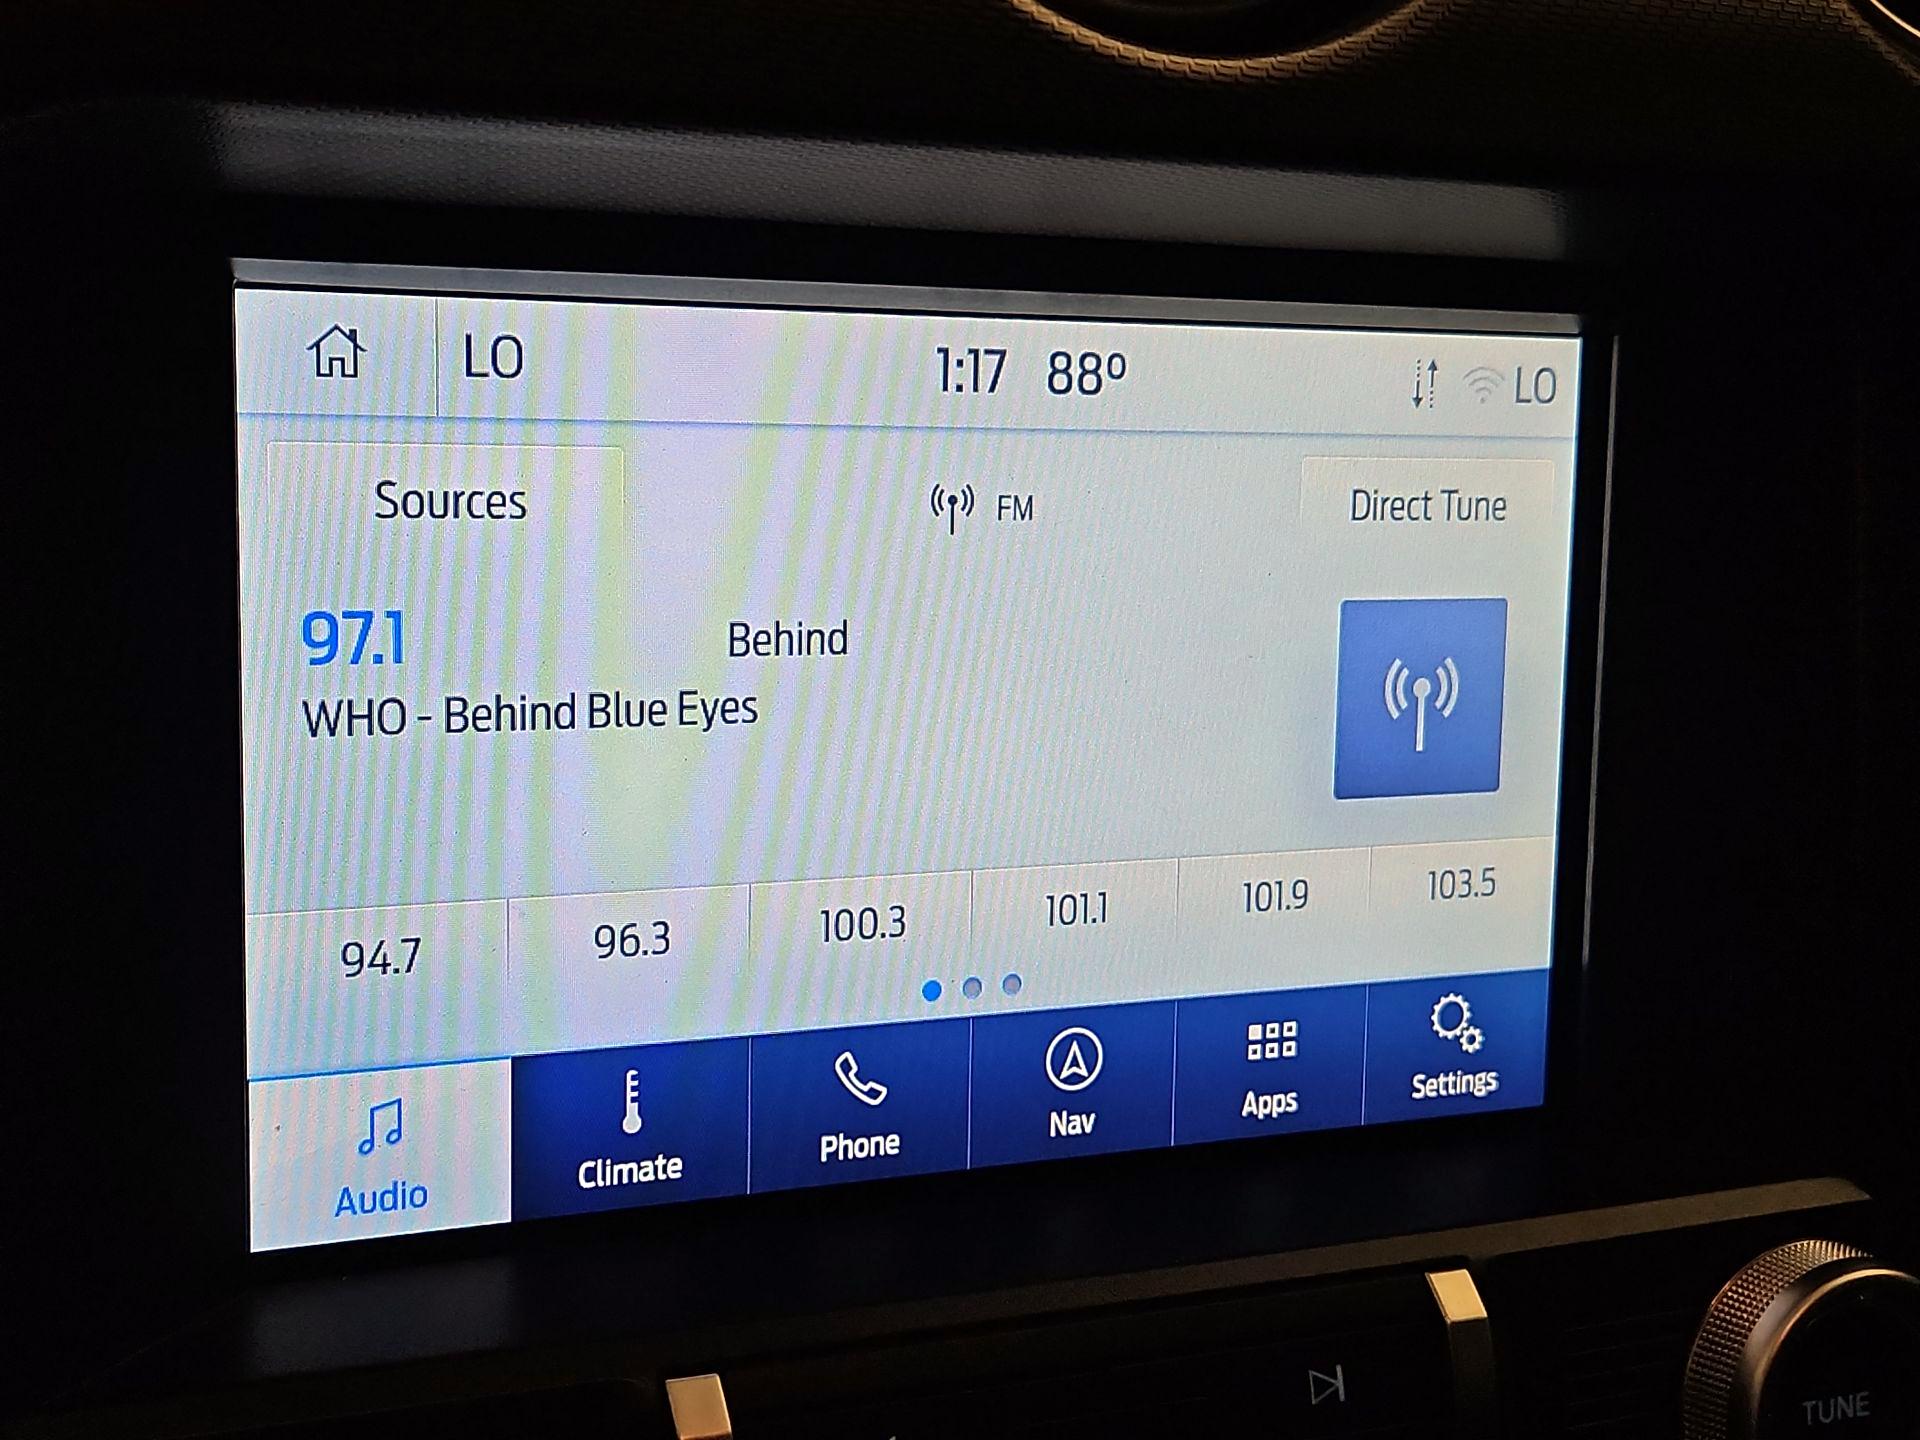 LO 1:17 88° LO
Sources FM Direct Tune
97.1 Behind
WHO - Behind Blue Eyes
94.7 96.3 100.3 101.1 101.9 103.5
Audio Climate Phone Nav Apps Settings
TUNE